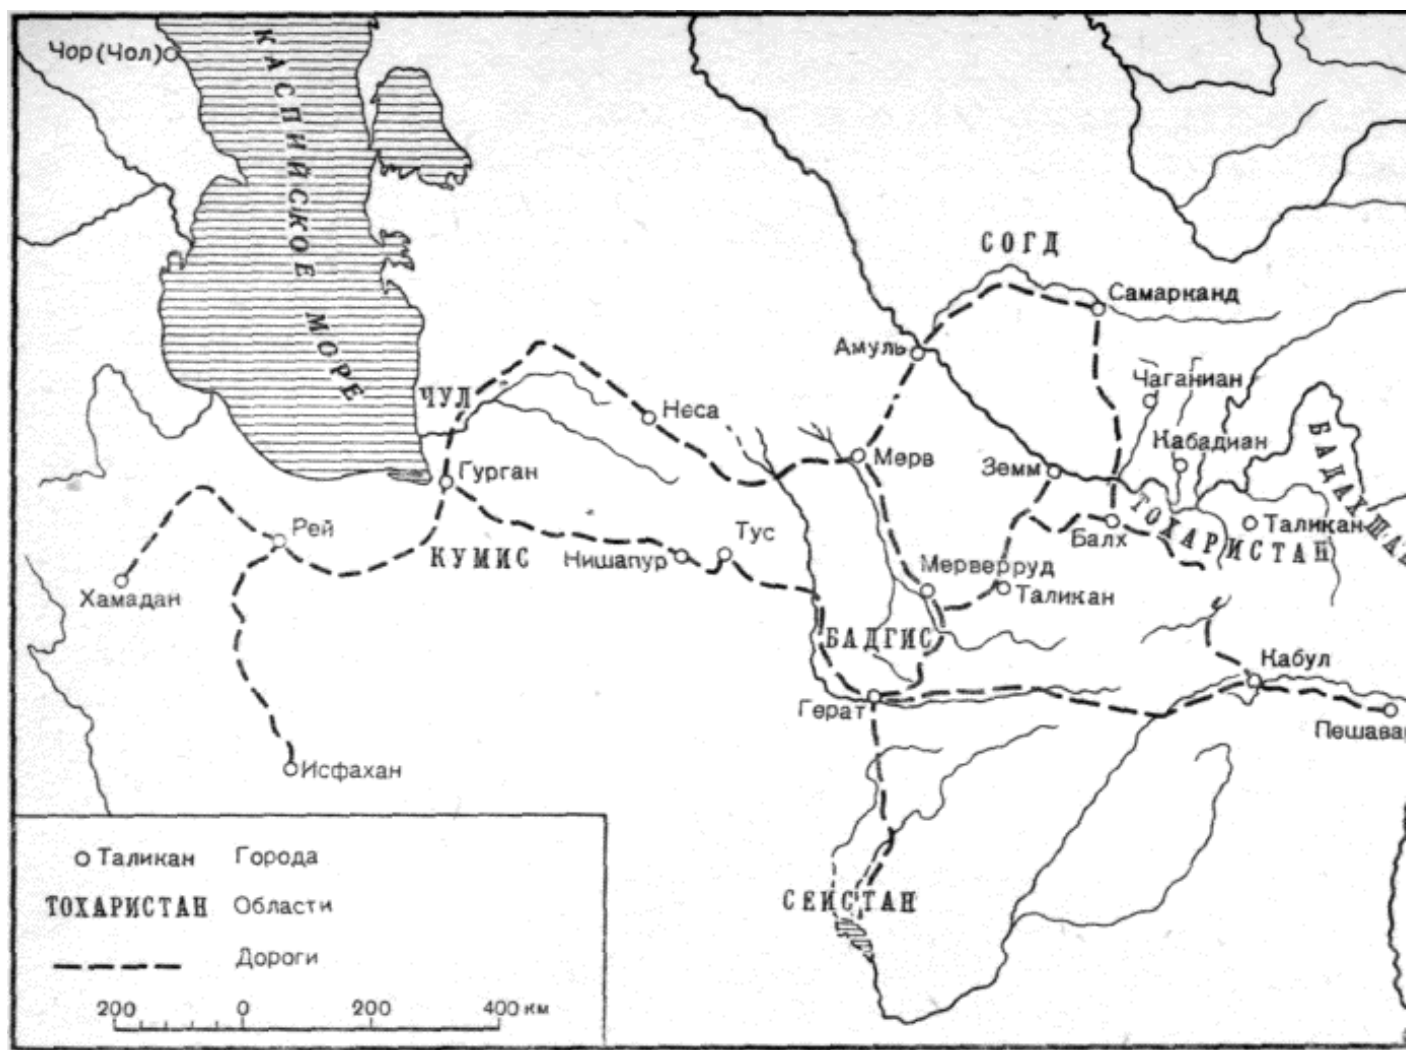 Чор (Чол)
КАСПИЙСКОЕ МОРЕ
СОГД
Самарканд
Амуль
Чаганиан
ЧУЛ
Неса
БАДАХШАН
Кабадиан
Мерв
Земм
Гурган
ТОХАРИСТАН
Рей
Тус
Таликан
Балх
КУМИС
Нишапур
Мерверруд
Хамадан
Таликан
БАДГИС
Кабул
Герат
Пешавар
Исфахан
СЕИСТАН
Таликан Города
ТОХАРИСТАН Области
Дороги
200 0 200 400 км